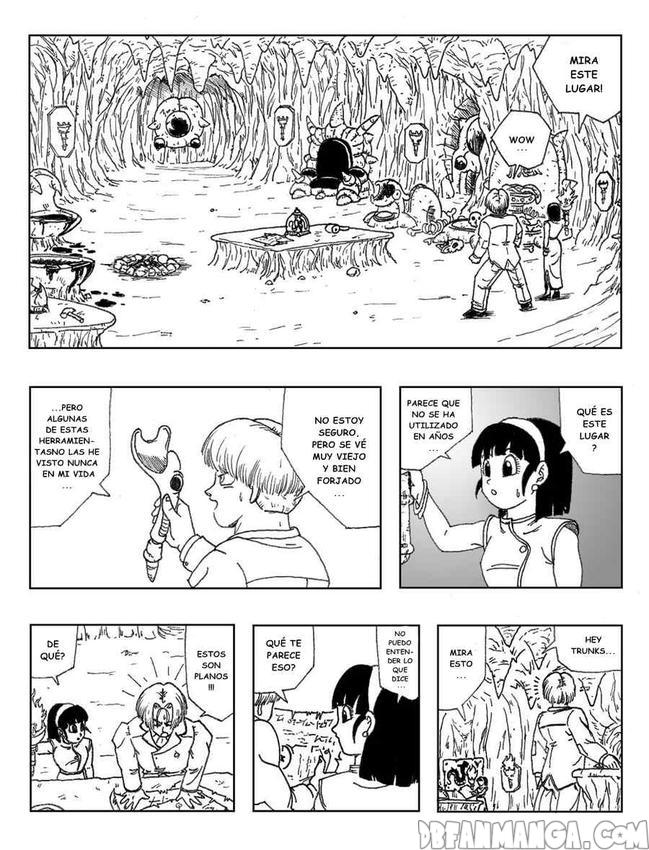 MIRA
ESTE
LUGAR!
WOW
...
QUÉ ES
ESTE
LUGAR
?
PARECE QUE
NO SE HA
UTILIZADO
EN AÑOS
...
NO ESTOY
SEGURO,
PERO SE VÉ
MUY VIEJO
Y BIEN
FORJADO
...PERO
ALGUNAS
DE ESTAS
HERRAMIEN-
TASNO LAS HE
VISTO NUNCA
EN MI VIDA
...
HEY
TRUNKS...
MIRA
ESTO ...
NO
PUEDO
ENTEN-
DER LO
QUE
DICE
...
QUÉ TE
PARECE
ESO?
ESTOS
SON
PLANOS
!!!
DE
QUÉ?
DBFANMANGA.COM